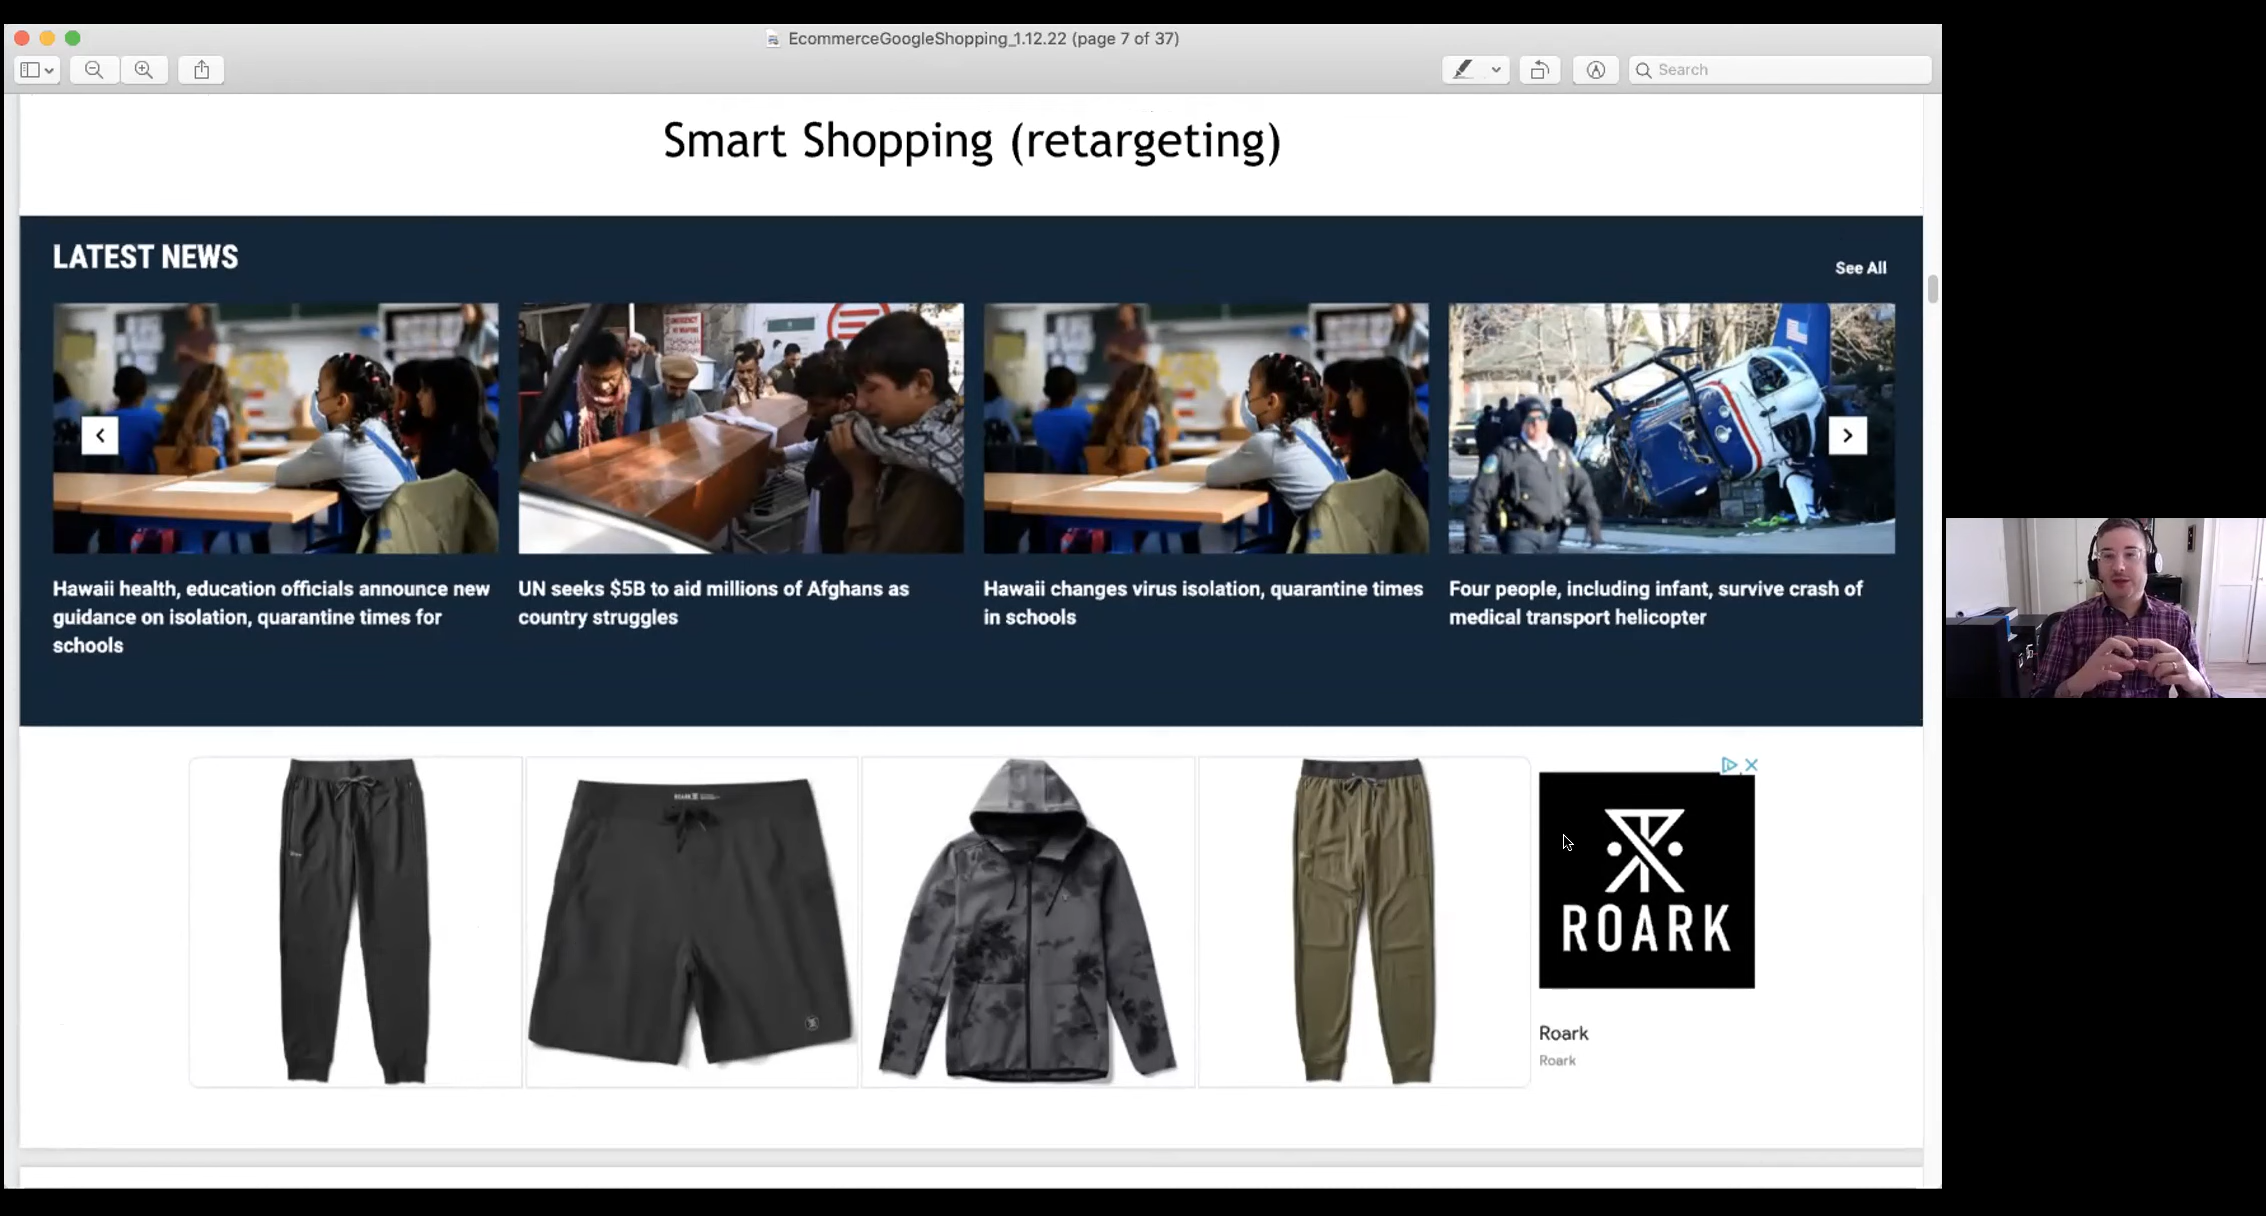 EcommerceGoogleShopping_1.12.22 (page 7 of 37)
Search
Smart Shopping (retargeting)
LATEST NEWS
See All
Hawaii health, education officials announce new
guidance on isolation, quarantine times for
schools
UN seeks $5B to aid millions of Afghans as
country struggles
Hawaii changes virus isolation, quarantine times
in schools
Four people, including infant, survive crash of
medical transport helicopter
ROARK
ROARK
Roark
Roark